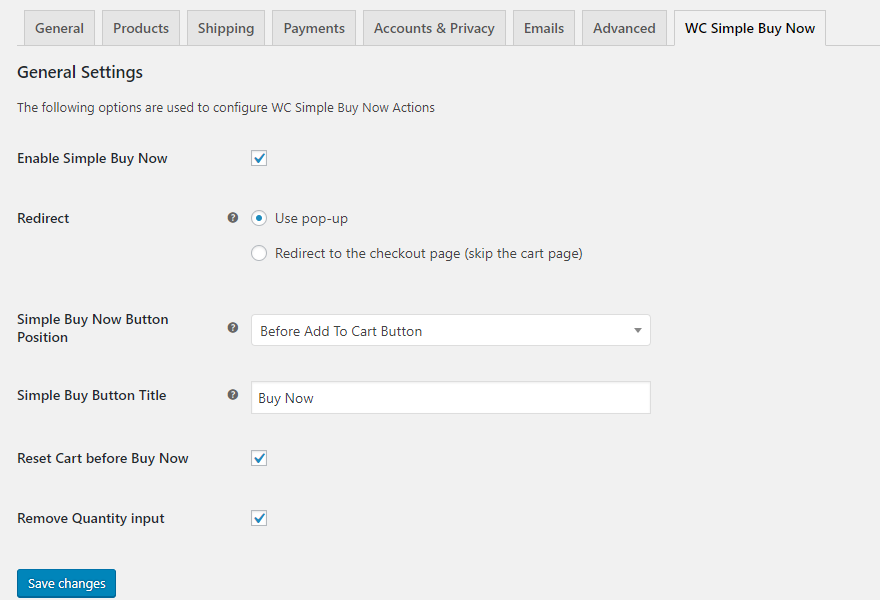 General Products Shipping Payments Accounts & Privacy Emails Advanced WC Simple Buy Now
General Settings
The following options are used to configure WC Simple Buy Now Actions
Enable Simple Buy Now
Redirect ? Use pop-up
Redirect to the checkout page (skip the cart page)
Simple Buy Now Button
Position
? Before Add To Cart Button
Simple Buy Button Title ? Buy Now
Reset Cart before Buy Now
Remove Quantity input
Save changes